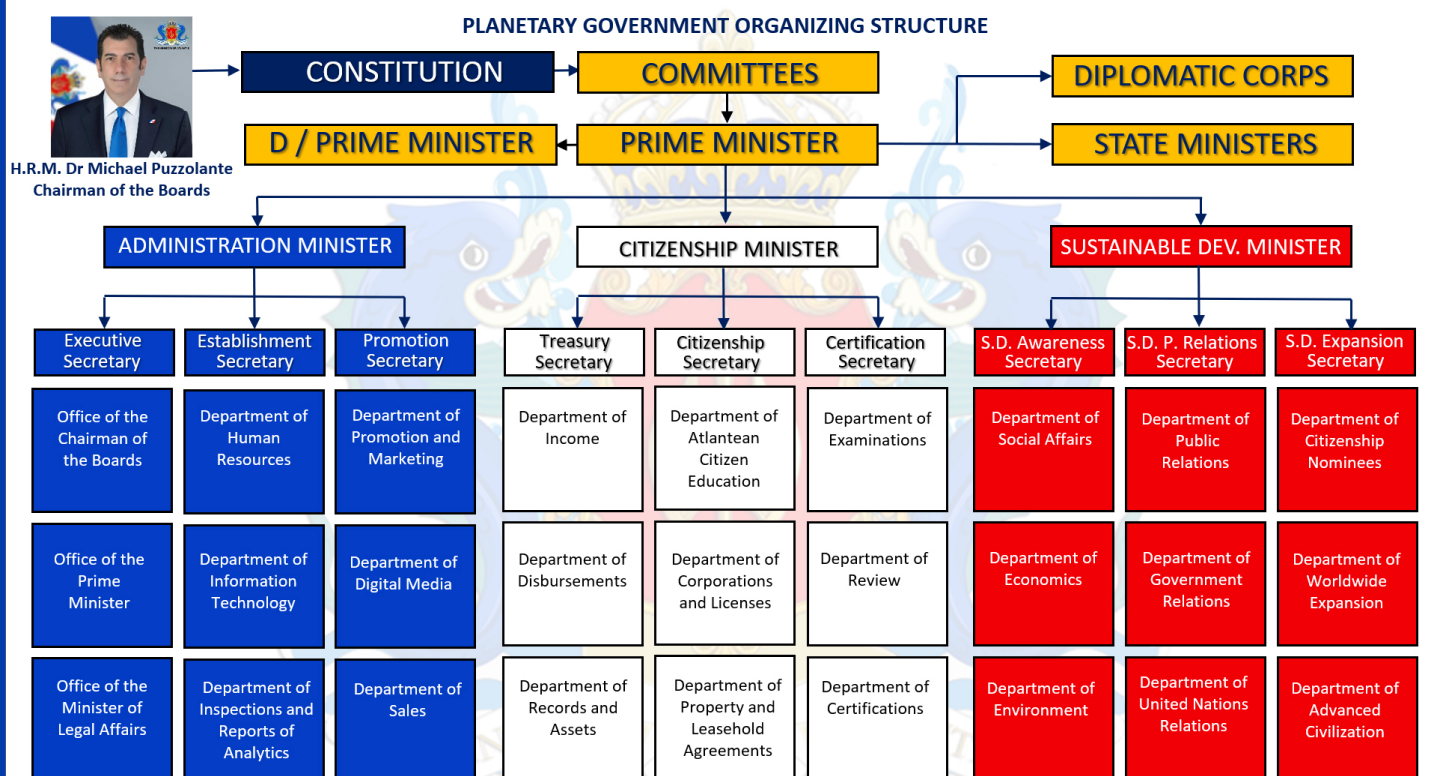 PLANETARY GOVERNMENT ORGANIZING STRUCTURE
CONSTITUTION
COMMITTEES
DIPLOMATIC CORPS
D / PRIME MINISTER
PRIME MINISTER
STATE MINISTERS
H.R.M. Dr Michael Puzzolante
Chairman of the Boards
ADMINISTRATION MINISTER
CITIZENSHIP MINISTER
SUSTAINABLE DEV. MINISTER
Executive
Secretary
Establishment
Secretary
Promotion
Secretary
Treasury
Secretary
Citizenship
Secretary
Certification
Secretary
S.D. Awareness
Secretary
S.D. P. Relations
Secretary
S.D. Expansion
Secretary
Office of the
Chairman of
the Boards
Department of
Human
Resources
Department of
Promotion and
Marketing
Department of
Income
Department of
Atlantean
Citizen
Education
Department of
Examinations
Department of
Social Affairs
Department of
Public
Relations
Department of
Citizenship
Nominees
Office of the
Prime
Minister
Department of
Information
Technology
Department of
Digital Media
Department of
Disbursements
Department of
Corporations
and Licenses
Department of
Review
Department of
Economics
Department of
Government
Relations
Department of
Worldwide
Expansion
Office of the
Minister of
Legal Affairs
Department of
Inspections and
Reports of
Analytics
Department of
Sales
Department of
Records and
Assets
Department of
Property and
Leasehold
Agreements
Department of
Certifications
Department of
Environment
Department of
United Nations
Relations
Department of
Advanced
Civilization